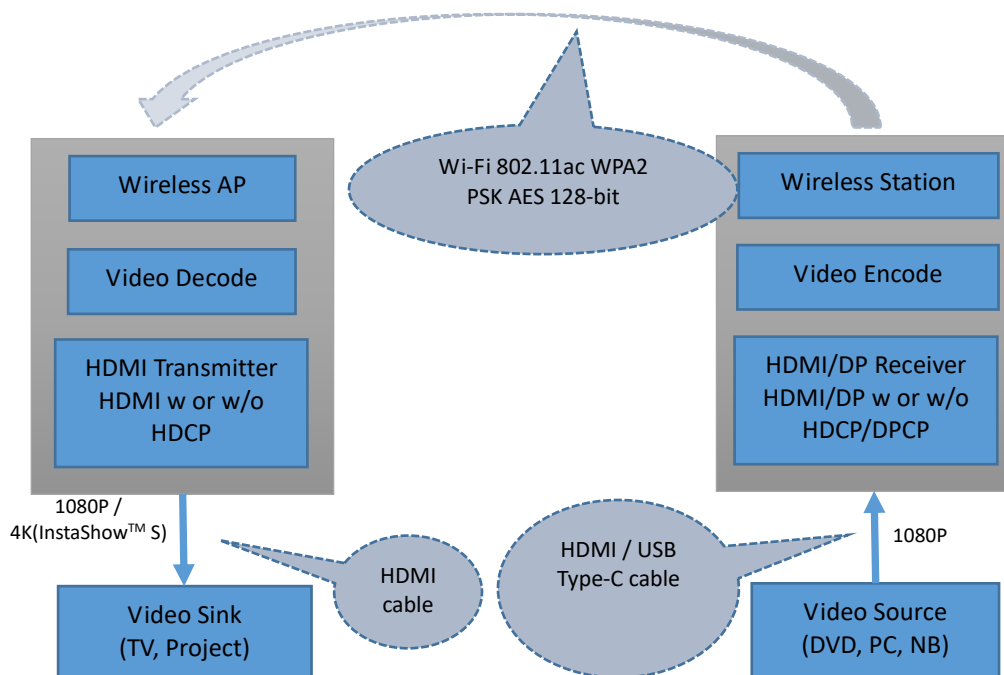 Wi-Fi 802.11ac WPA2
PSK AES 128-bit
Wireless AP
Video Decode
HDMI Transmitter
HDMI w or w/o
HDCP
1080P /
4K(InstaShow™ S)
HDMI
cable
Video Sink
(TV, Project)
Wireless Station
Video Encode
HDMI/DP Receiver
HDMI/DP w or w/o
HDCP/DPCP
1080P
HDMI / USB
Type-C cable
Video Source
(DVD, PC, NB)